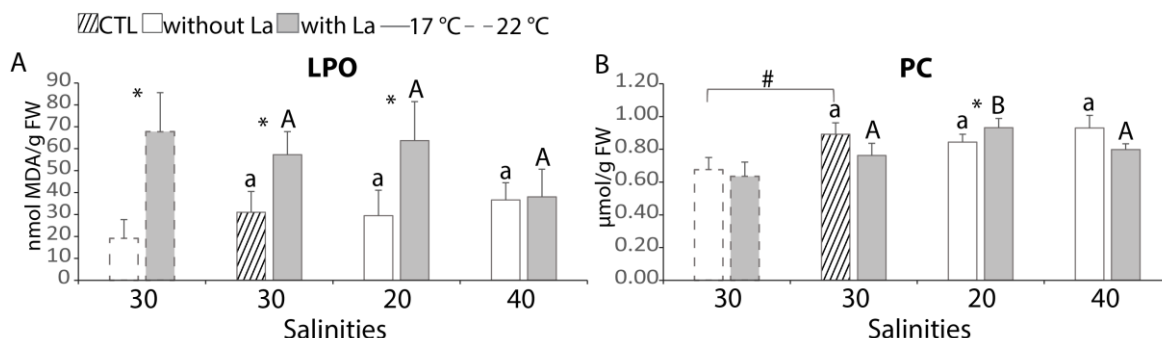 CTL without La with La 17 °C 22 °C
A LPO
nmol MDA/g FW
90
80
70
60
50
40
30
20
10
0
* * A * A
a a a A
30 30 20 40
Salinities
B PC
µmol/g FW
1.20
1.00
0.80
0.60
0.40
0.20
0.00
#
a A a * B a A
30 30 20 40
Salinities